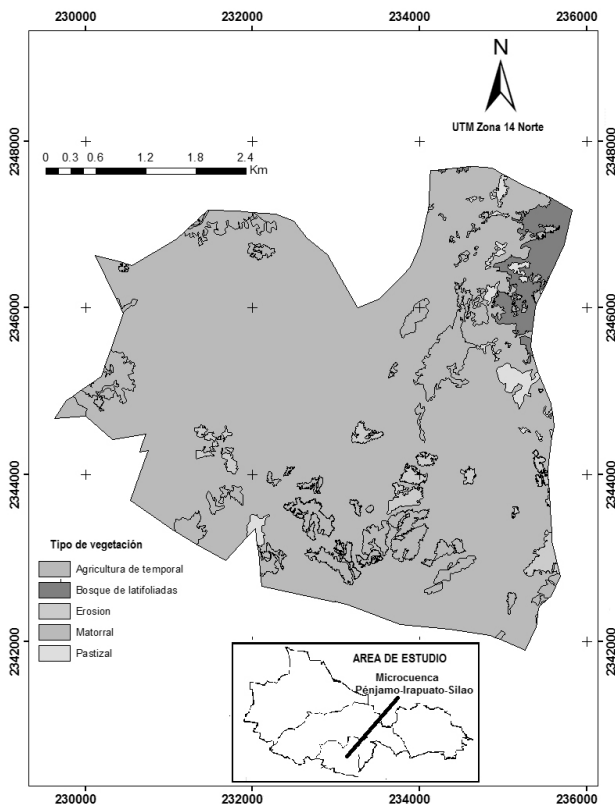 230000 232000 234000 236000
N
UTM Zona 14 Norte
0 0.3 0.6 1.2 1.8 2.4
Km
2348000 2348000
2346000 2346000
2344000 2344000
2342000 2342000
Tipo de vegetación
Agricultura de temporal
Bosque de latifoliadas
Erosion
Matorral
Pastizal
AREA DE ESTUDIO
Microcuenca
Pénjamo-Irapuato-Silao
230000 232000 234000 236000